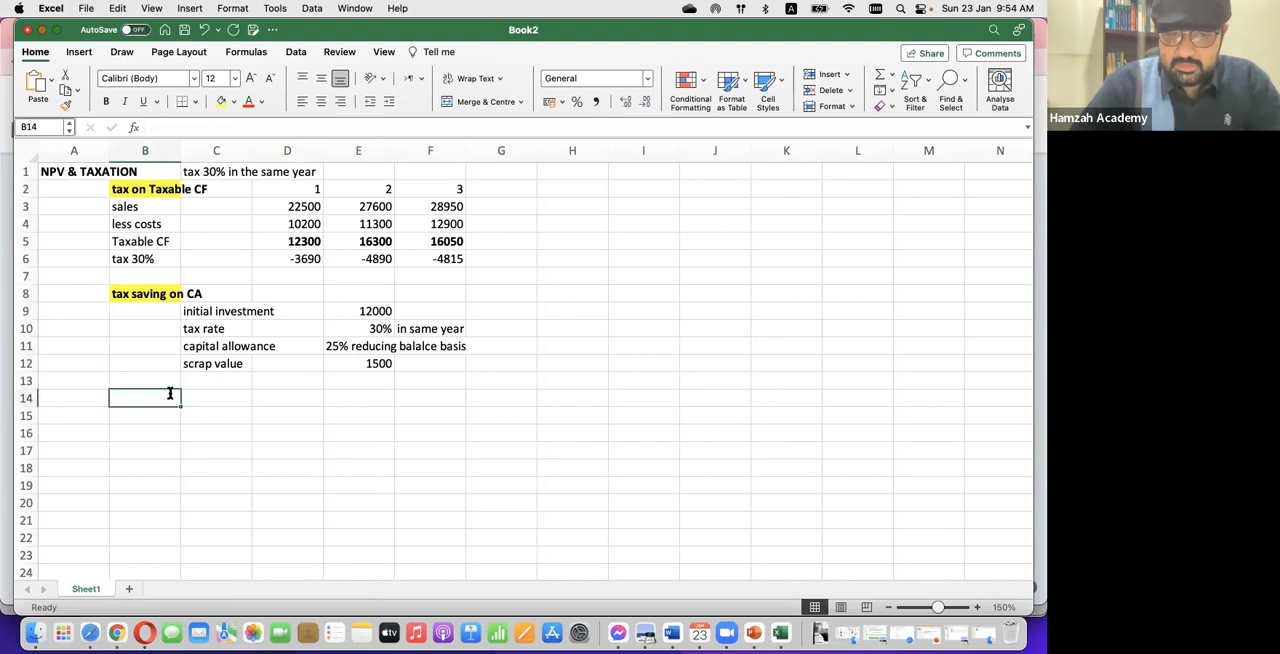 Excel File Edit View Insert Format Tools Data Window Help Sun 23 Jan 9:54 AM
AutoSave OFF Book2
Home Insert Draw Page Layout Formulas Data Review View Tell me Share Comments
Paste Calibri (Body) 12 Wrap Text General Conditional Formatting Format as Table Cell Styles Insert Sort & Filter Find & Select Analyse Data
B I U Merge & Centre Delete
Format
Hamzah Academy
B14 fx
A B C D E F G H I J K L M N
1 NPV & TAXATION tax 30% in the same year
2 tax on Taxable CF 1 2 3
3 sales 22500 27600 28950
4 less costs 10200 11300 12900
5 Taxable CF 12300 16300 16050
6 tax 30% -3690 -4890 -4815
7
8 tax saving on CA
9 initial investment 12000
10 tax rate 30% in same year
11 capital allowance 25% reducing balalce basis
12 scrap value 1500
13
14
15
16
17
18
19
20
21
22
23
24
Sheet1
Ready 150%